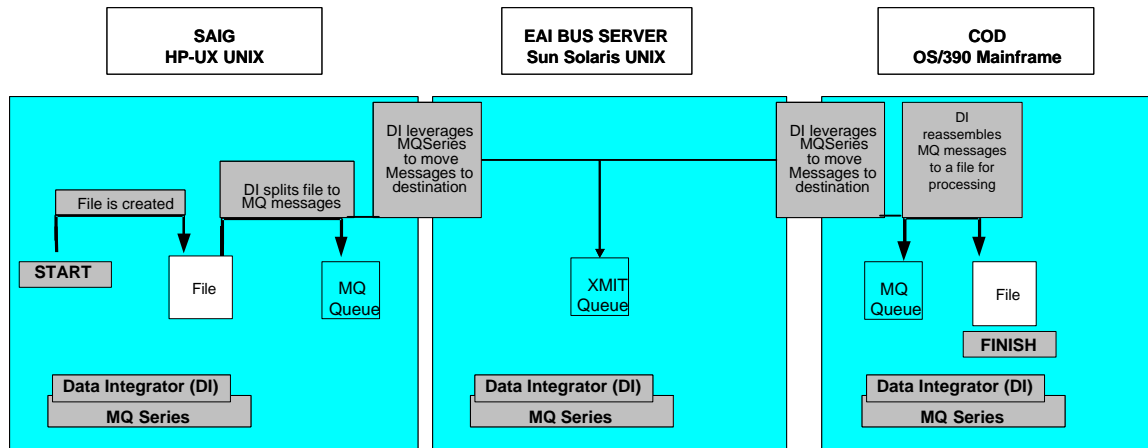 SAIG
HP-UX UNIX
EAI BUS SERVER
Sun Solaris UNIX
COD
OS/390 Mainframe
File is created
DI splits file to
MQ messages
DI leverages
MQSeries
to move
Messages to
destination
DI leverages
MQSeries
to move
Messages to
destination
DI
reassembles
MQ messages
to a file for
processing
START
File
MQ
Queue
XMIT
Queue
MQ
Queue
File
FINISH
Data Integrator (DI)
MQ Series
Data Integrator (DI)
MQ Series
Data Integrator (DI)
MQ Series